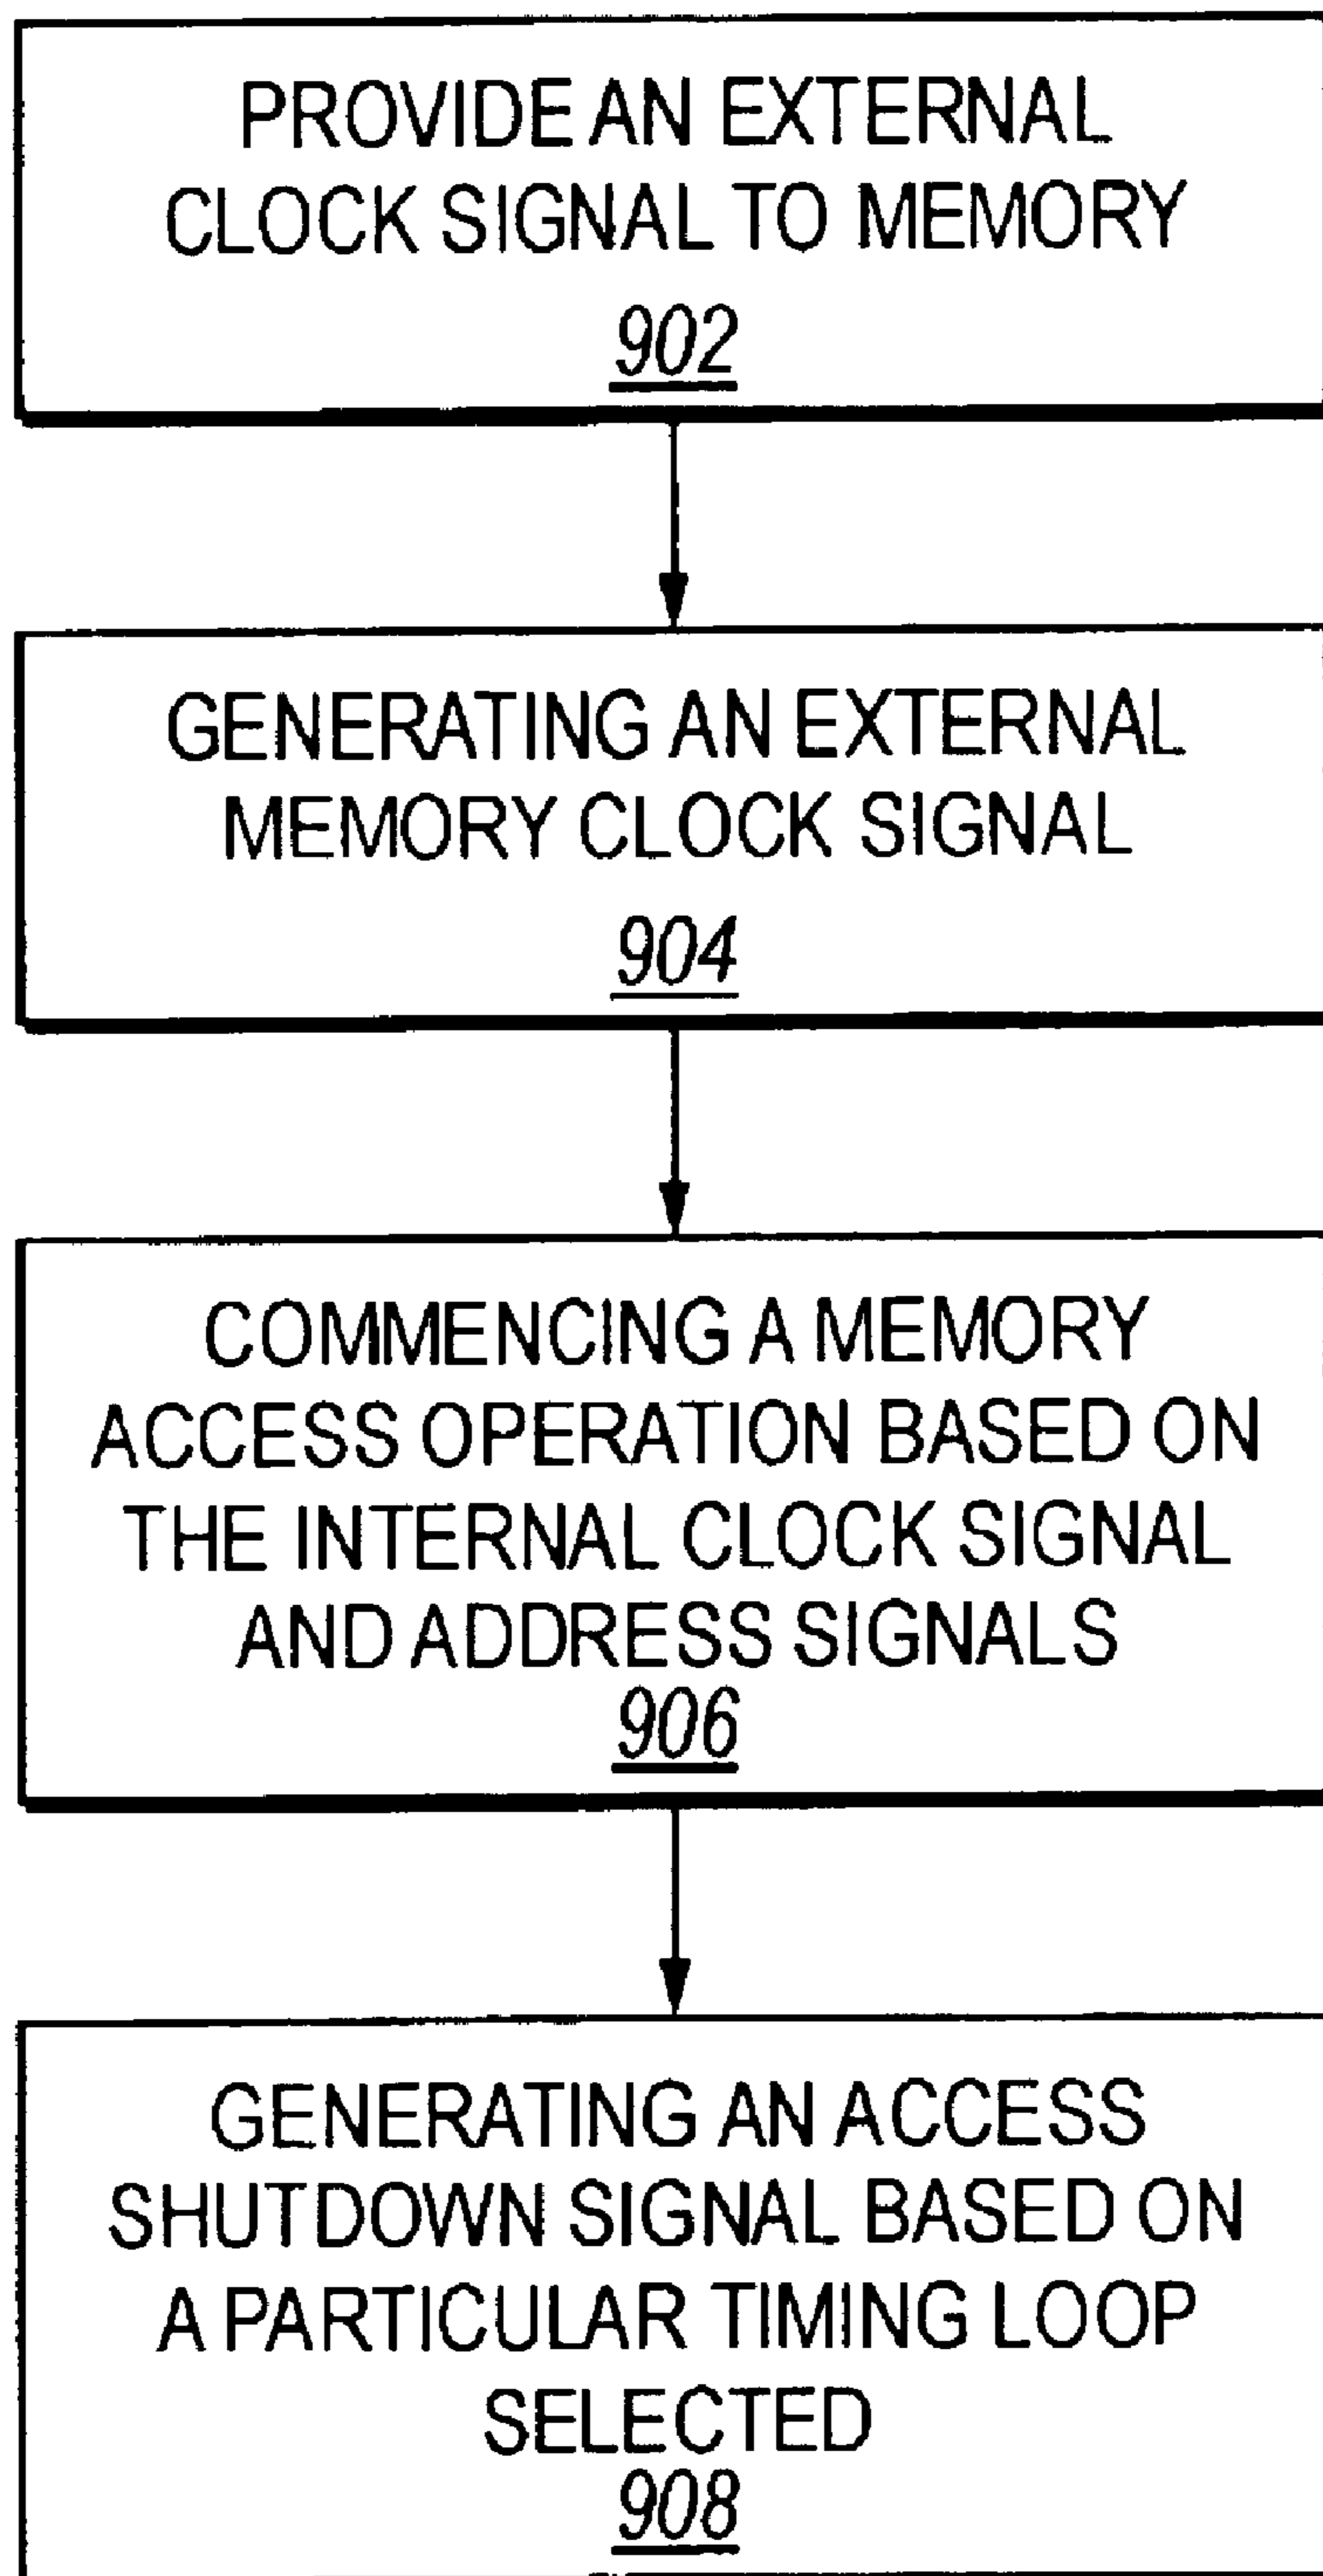 PROVIDE AN EXTERNAL
CLOCK SIGNAL TO MEMORY
902
GENERATING AN EXTERNAL
MEMORY CLOCK SIGNAL
904
COMMENCING A MEMORY
ACCESS OPERATION BASED ON
THE INTERNAL CLOCK SIGNAL
AND ADDRESS SIGNALS
906
GENERATING AN ACCESS
SHUTDOWN SIGNAL BASED ON
A PARTICULAR TIMING LOOP
SELECTED
908